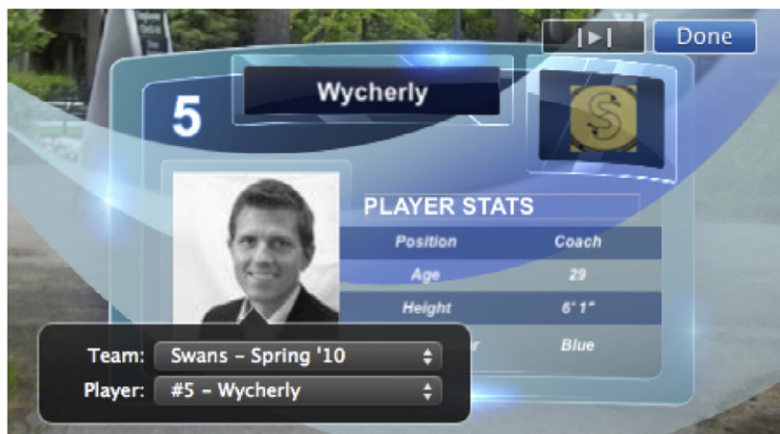 Done
5
Wycherly
S
PLAYER STATS
Position Coach
Age 29
Height 6' 1"
r Blue
Team: Swans – Spring '10
Player: #5 – Wycherly